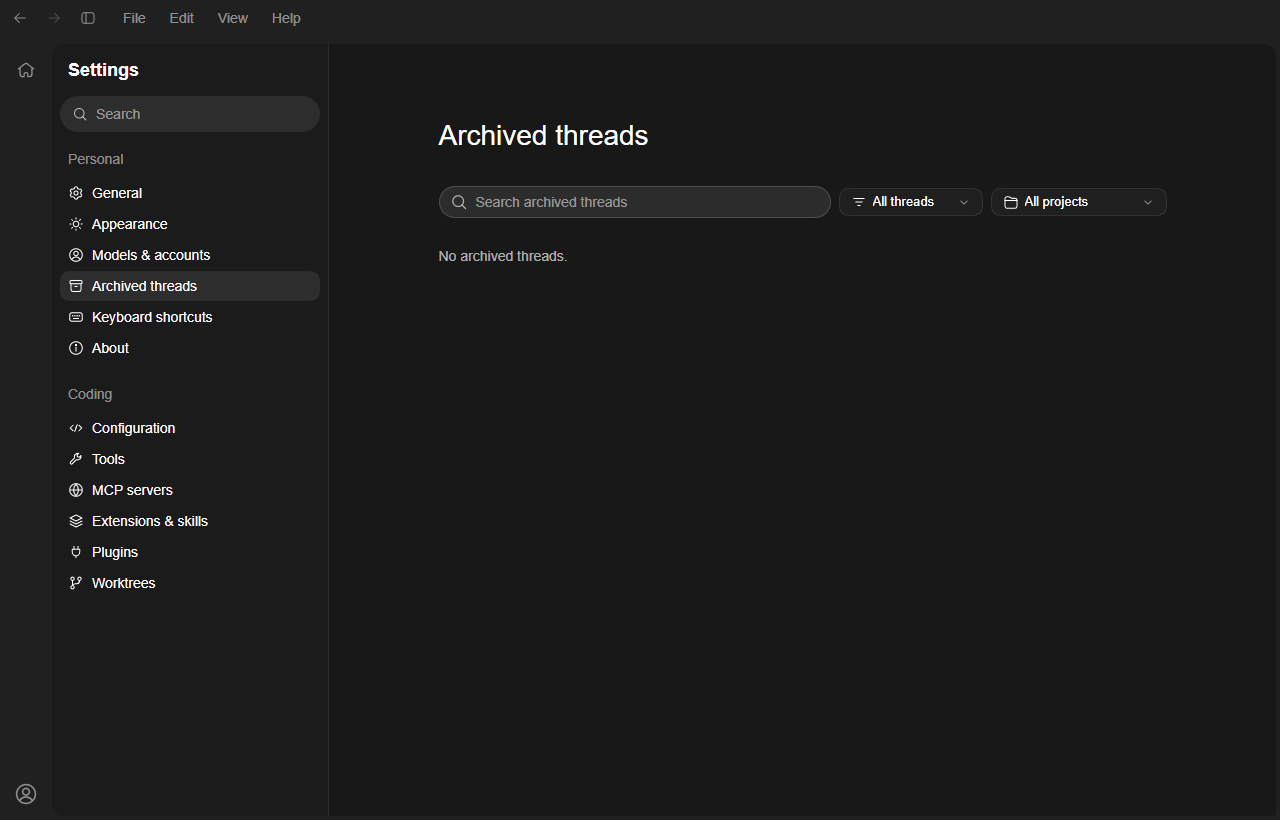 File Edit View Help
Settings
Search
Personal
General
Appearance
Models & accounts
Archived threads
Keyboard shortcuts
About
Coding
Configuration
Tools
MCP servers
Extensions & skills
Plugins
Worktrees
Archived threads
Search archived threads All threads All projects
No archived threads.